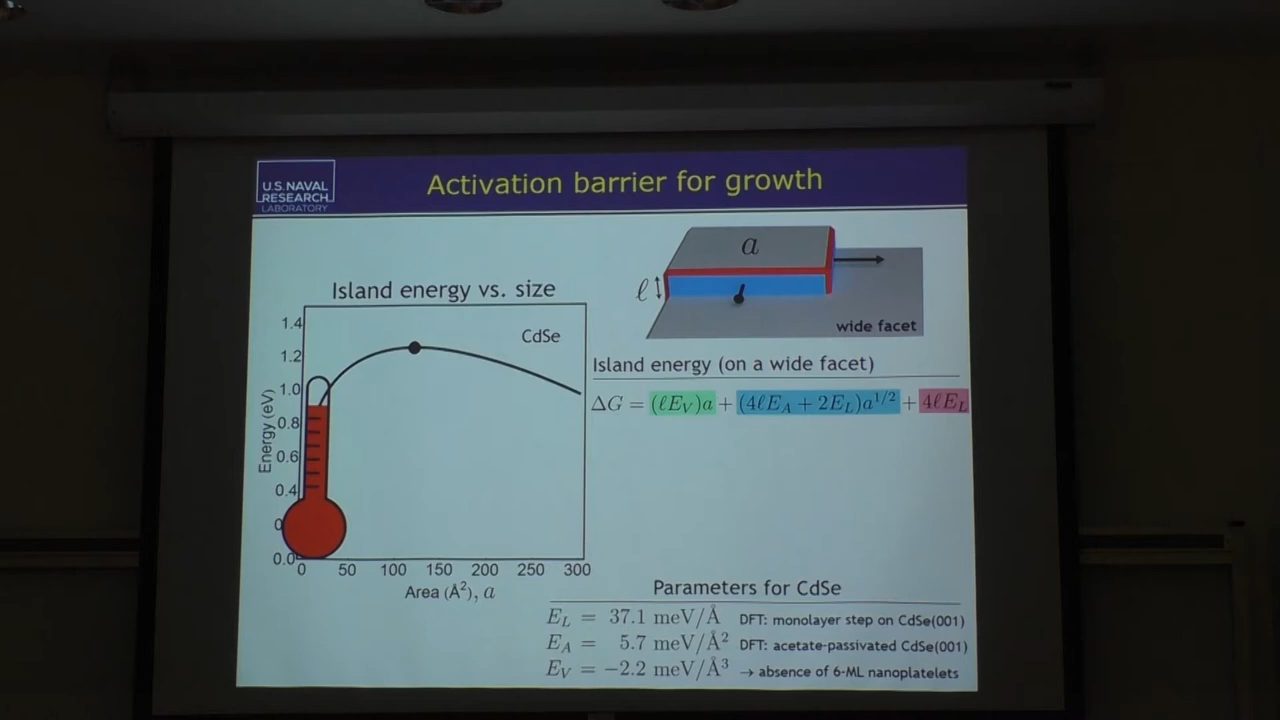 U.S. NAVAL
RESEARCH
LABORATORY
Activation barrier for growth
a
ℓ
wide facet
Island energy vs. size
CdSe
1.4
1.2
1.0
0.8
0.6
0.4
0
0.0
Energy (eV)
0 50 100 150 200 250 300
Area (Å²), a
Island energy (on a wide facet)
ΔG = (ℓE_V)a + (4ℓE_A + 2E_L)a^{1/2} + 4ℓE_L
Parameters for CdSe
E_L = 37.1 meV/Å DFT: monolayer step on CdSe(001)
E_A = 5.7 meV/Å² DFT: acetate-passivated CdSe(001)
E_V = −2.2 meV/Å³ → absence of 6-ML nanoplatelets